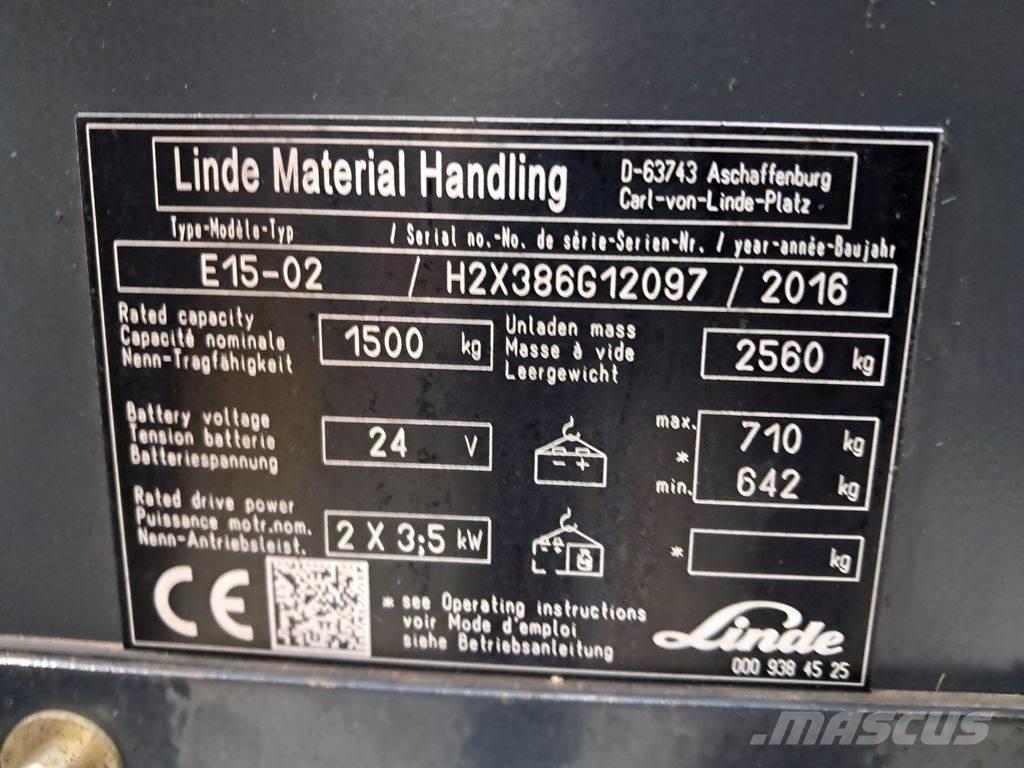 Linde Material Handling
D-63743 Aschaffenburg
Carl-von-Linde-Platz
Type-Modèle-Typ / Serial no.-No. de série-Serien-Nr. / year-année-Baujahr
E15-02 / H2X386G12097 / 2016
Rated capacity
Capacité nominale
Nenn-Tragfähigkeit
1500 kg
Unladen mass
Masse à vide
Leergewicht
2560 kg
Battery voltage
Tension batterie
Batteriespannung
24 V
- +
max. 710 kg
*
min. 642 kg
Rated drive power
Puissance motr.nom.
Nenn-Antriebsleist.
2 X 3;5 kW
* kg
CE
* see Operating instructions
voir Mode d'emploi
siehe Betriebsanleitung
Linde
000 938 45 25
MASCUS